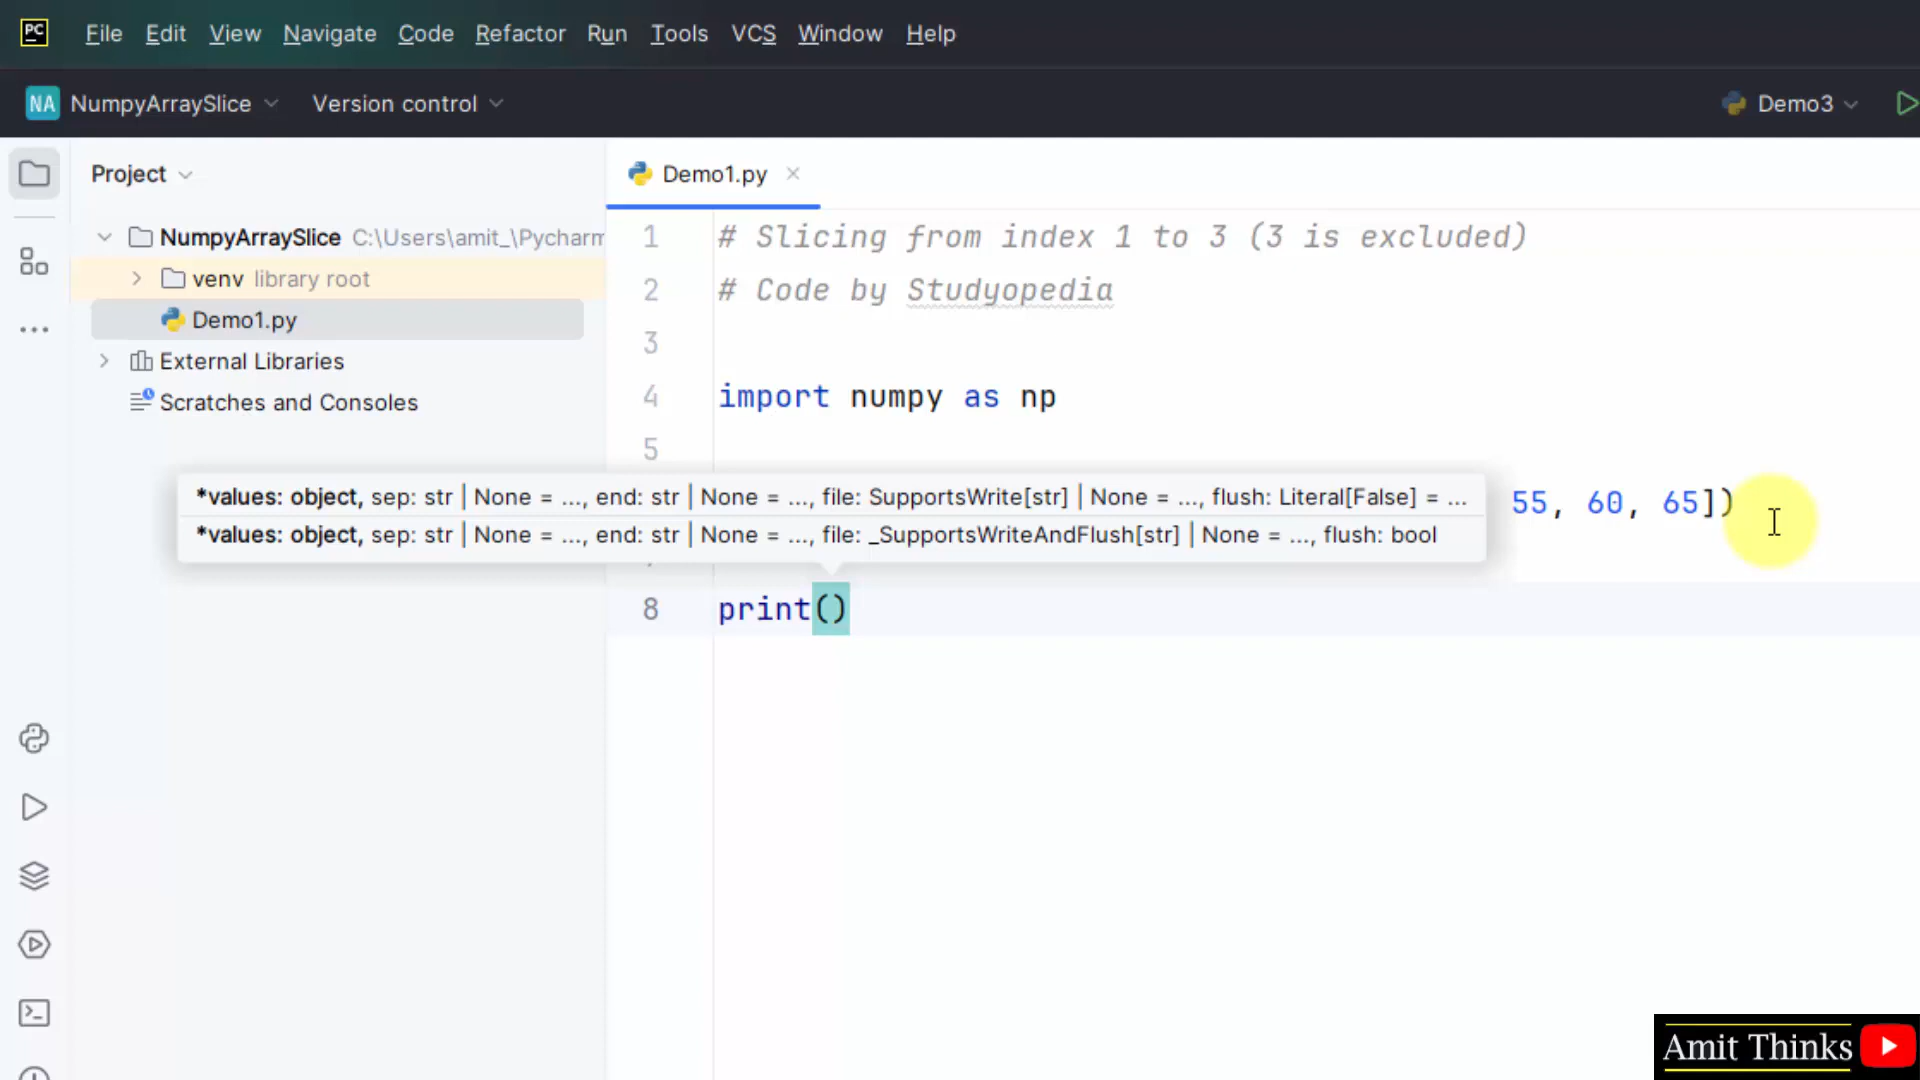 PC File Edit View Navigate Code Refactor Run Tools VCS Window Help
NA NumpyArraySlice Version control Demo3
Project
Demo1.py
NumpyArraySlice C:\Users\amit_\Pycharm
venv library root
Demo1.py
External Libraries
Scratches and Consoles
1 # Slicing from index 1 to 3 (3 is excluded)
2 # Code by Studyopedia
3
4 import numpy as np
5
*values: object, sep: str | None = ..., end: str | None = ..., file: SupportsWrite[str] | None = ..., flush: Literal[False] = ...
55, 60, 65])
*values: object, sep: str | None = ..., end: str | None = ..., file: _SupportsWriteAndFlush[str] | None = ..., flush: bool
8 print()
Amit Thinks